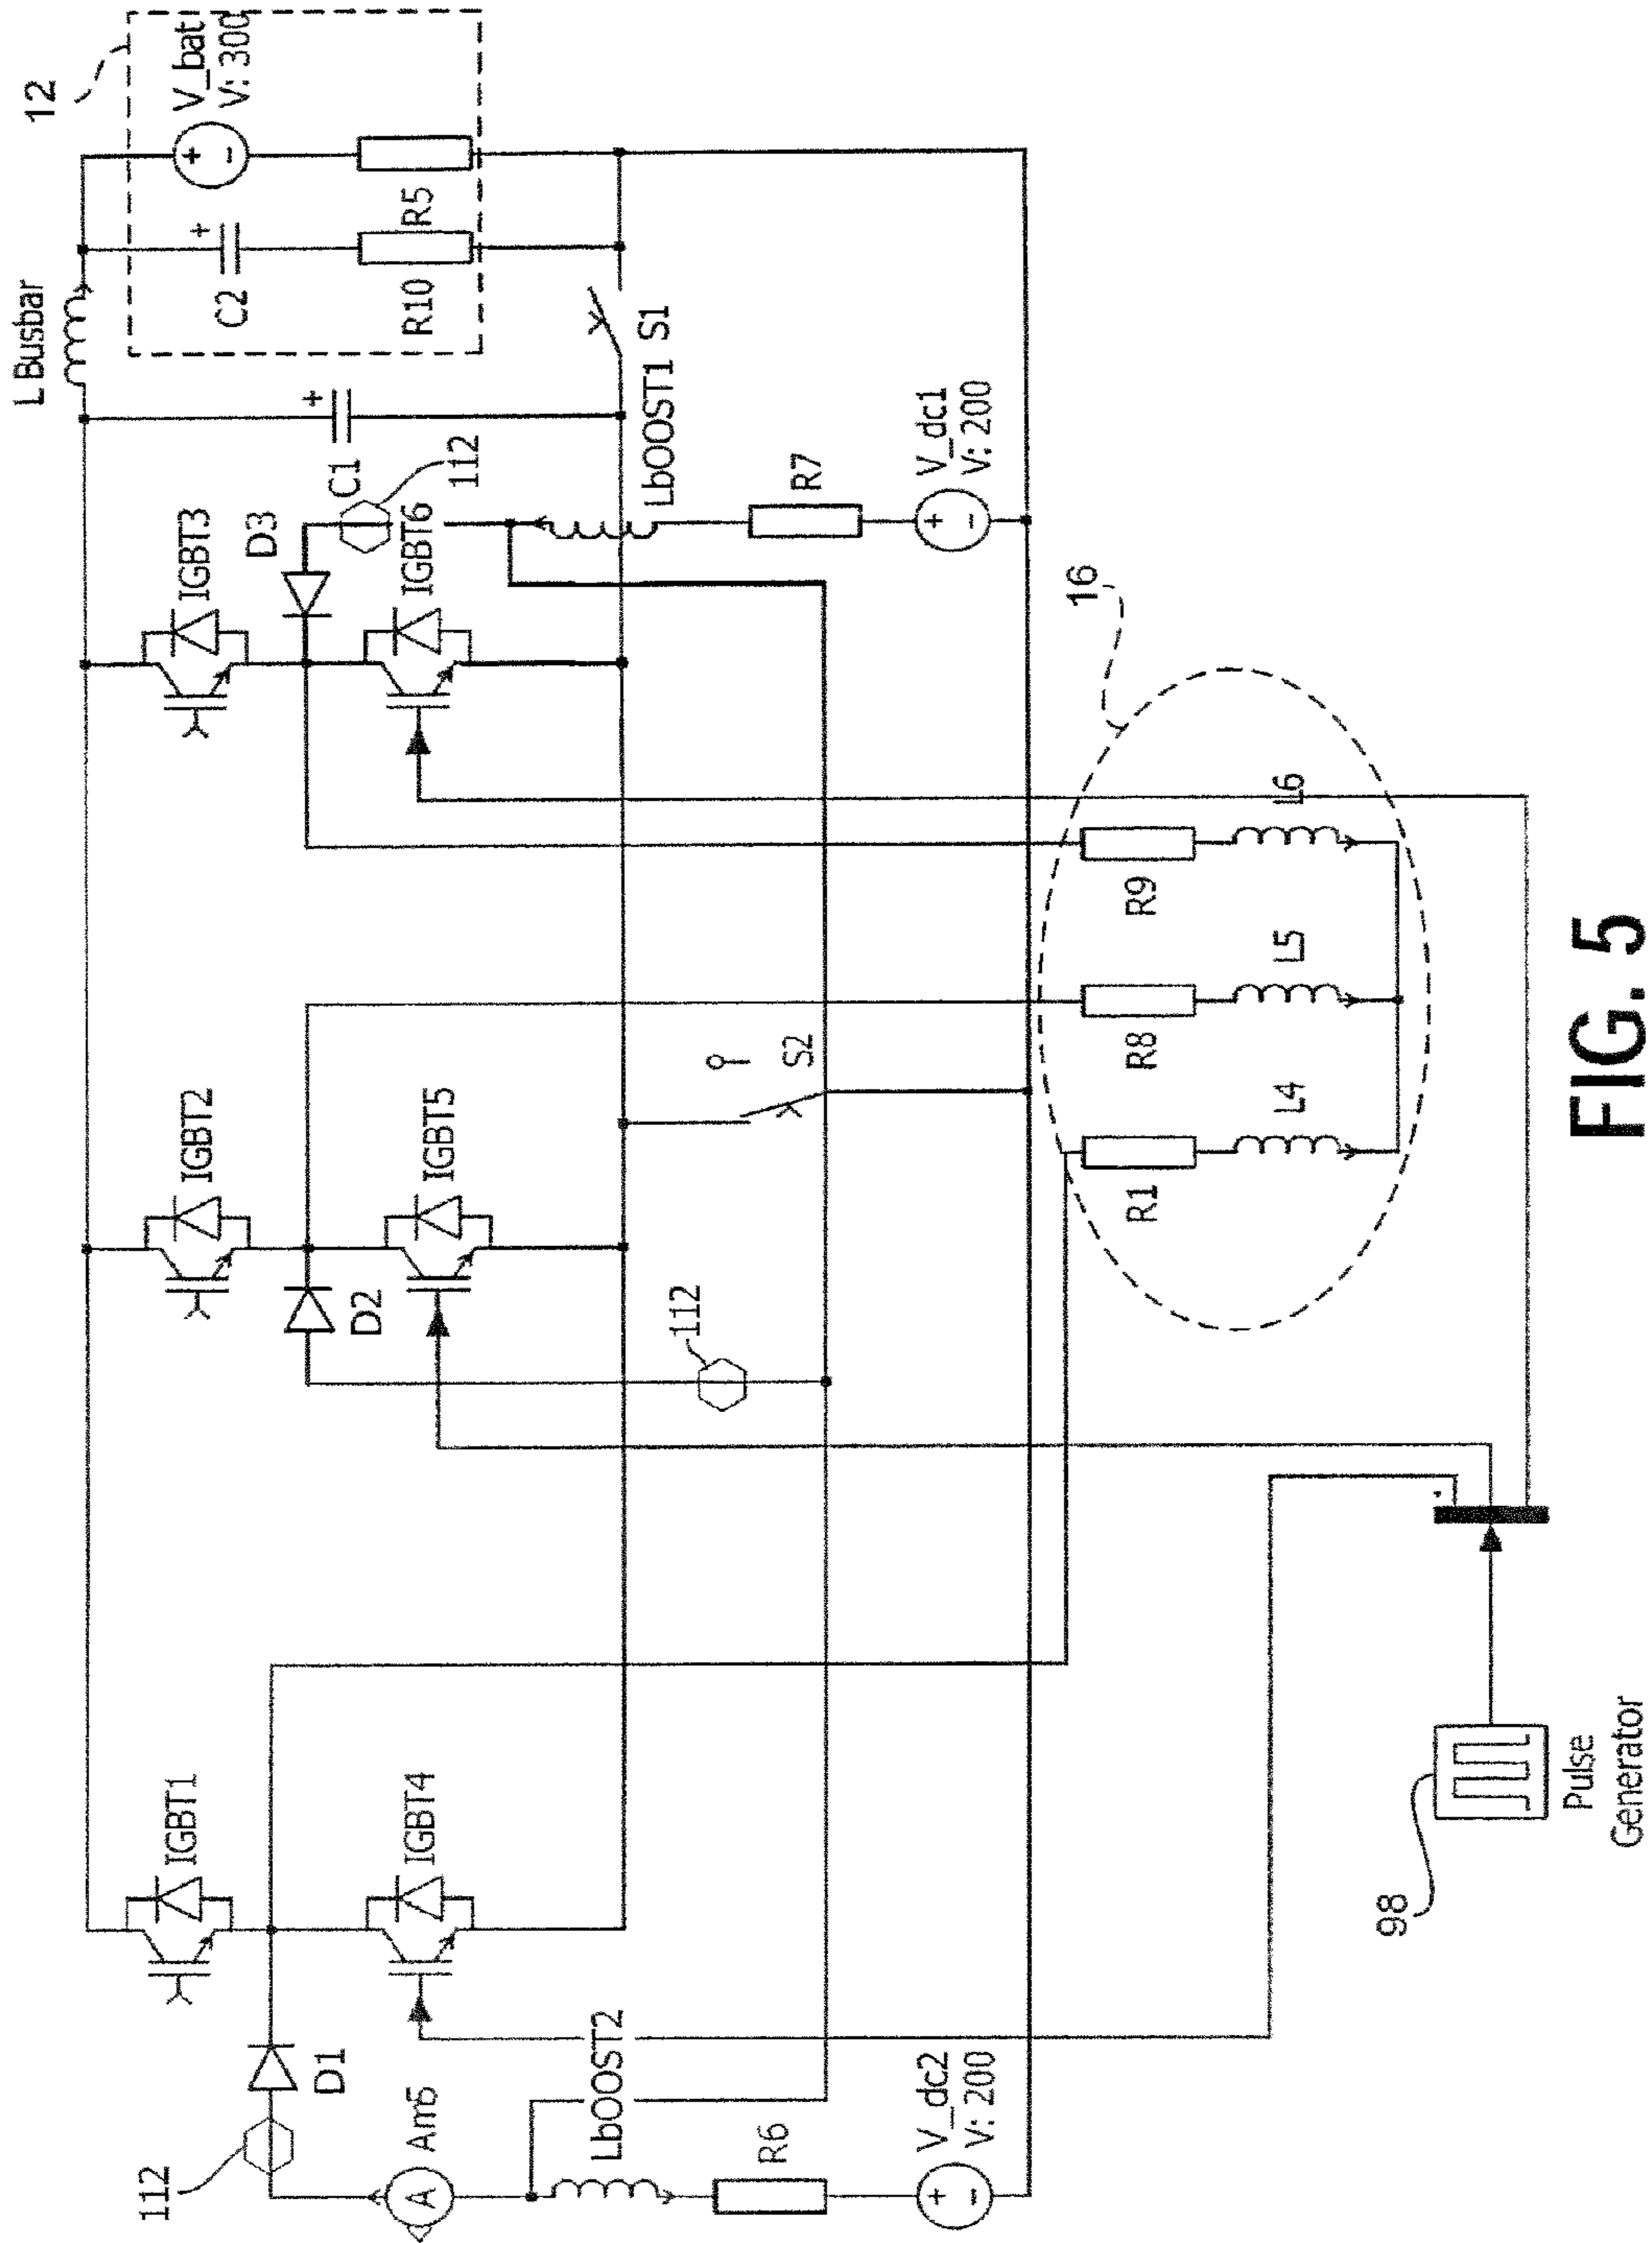 12
L Busbar
V_bat
V: 300
C2
R10
R5
C1
112
S1
LbOOST1
R7
V_dc1
V: 200
IGBT3
D3
IGBT6
IGBT2
D2
IGBT5
112
S2
16
R9
L6
R8
L5
R1
L4
IGBT1
IGBT4
D1
112
Am5
A
LbOOST2
R6
V_dc2
V: 200
98
Pulse
Generator
FIG. 5